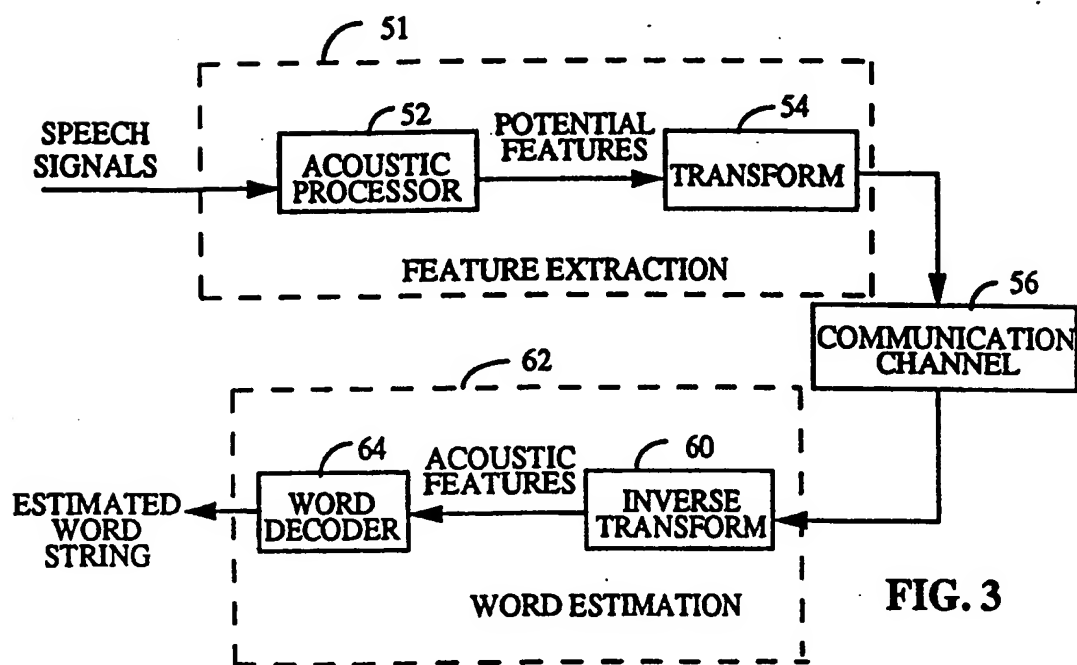 51
SPEECH
SIGNALS
52
ACOUSTIC
PROCESSOR
POTENTIAL
FEATURES
54
TRANSFORM
FEATURE EXTRACTION
56
COMMUNICATION
CHANNEL
62
ESTIMATED
WORD
STRING
64
WORD
DECODER
ACOUSTIC
FEATURES
60
INVERSE
TRANSFORM
WORD ESTIMATION
FIG. 3